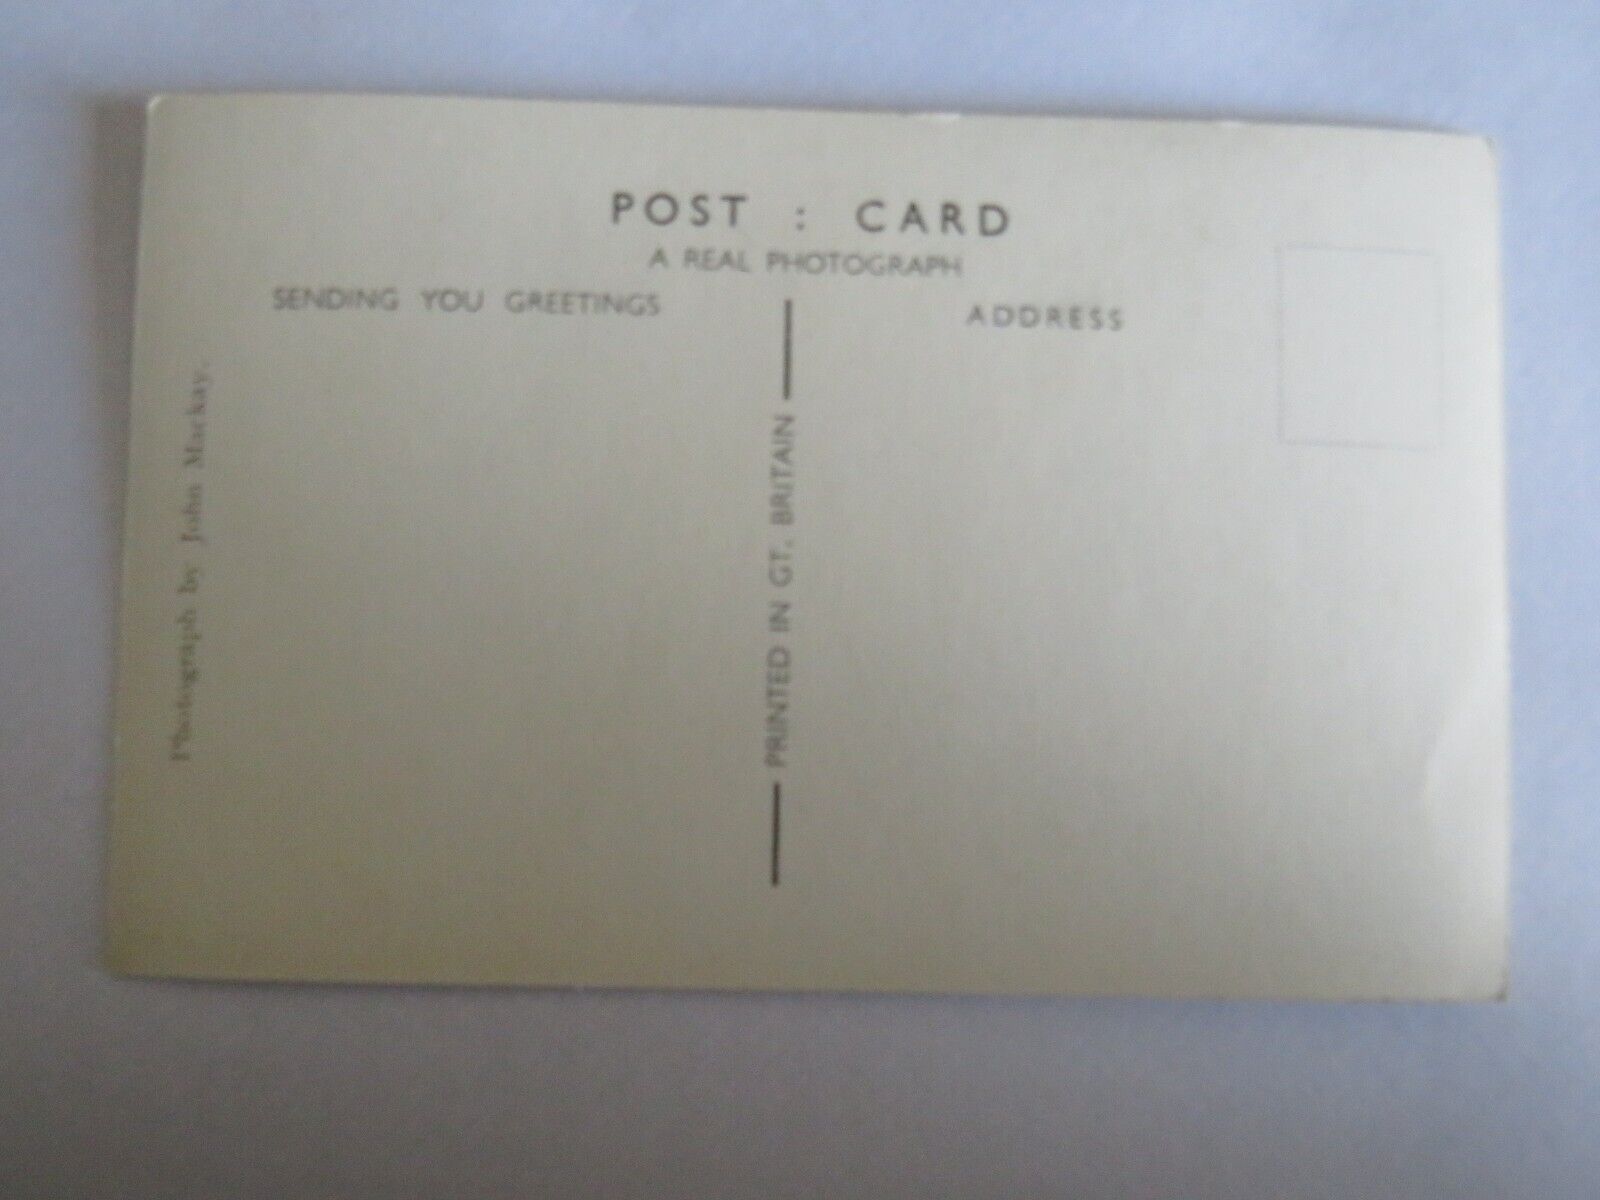 POST : CARD
A REAL PHOTOGRAPH
SENDING YOU GREETINGS
ADDRESS
PRINTED IN GT. BRITAIN
Photograph by John Mackay.